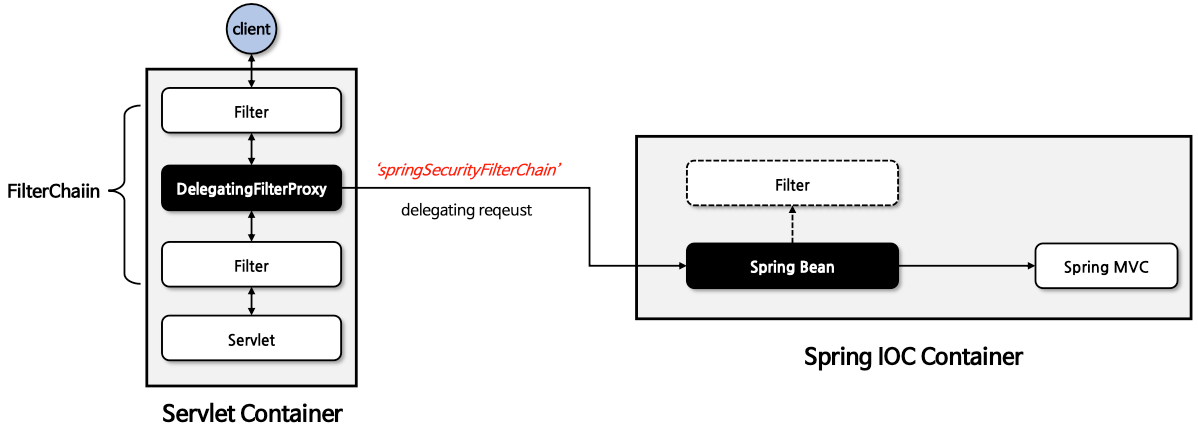 client
Filter
DelegatingFilterProxy
Filter
Servlet
FilterChaiin
Servlet Container
‘springSecurityFilterChain’
delegating reqeust
Filter
Spring Bean
Spring MVC
Spring IOC Container